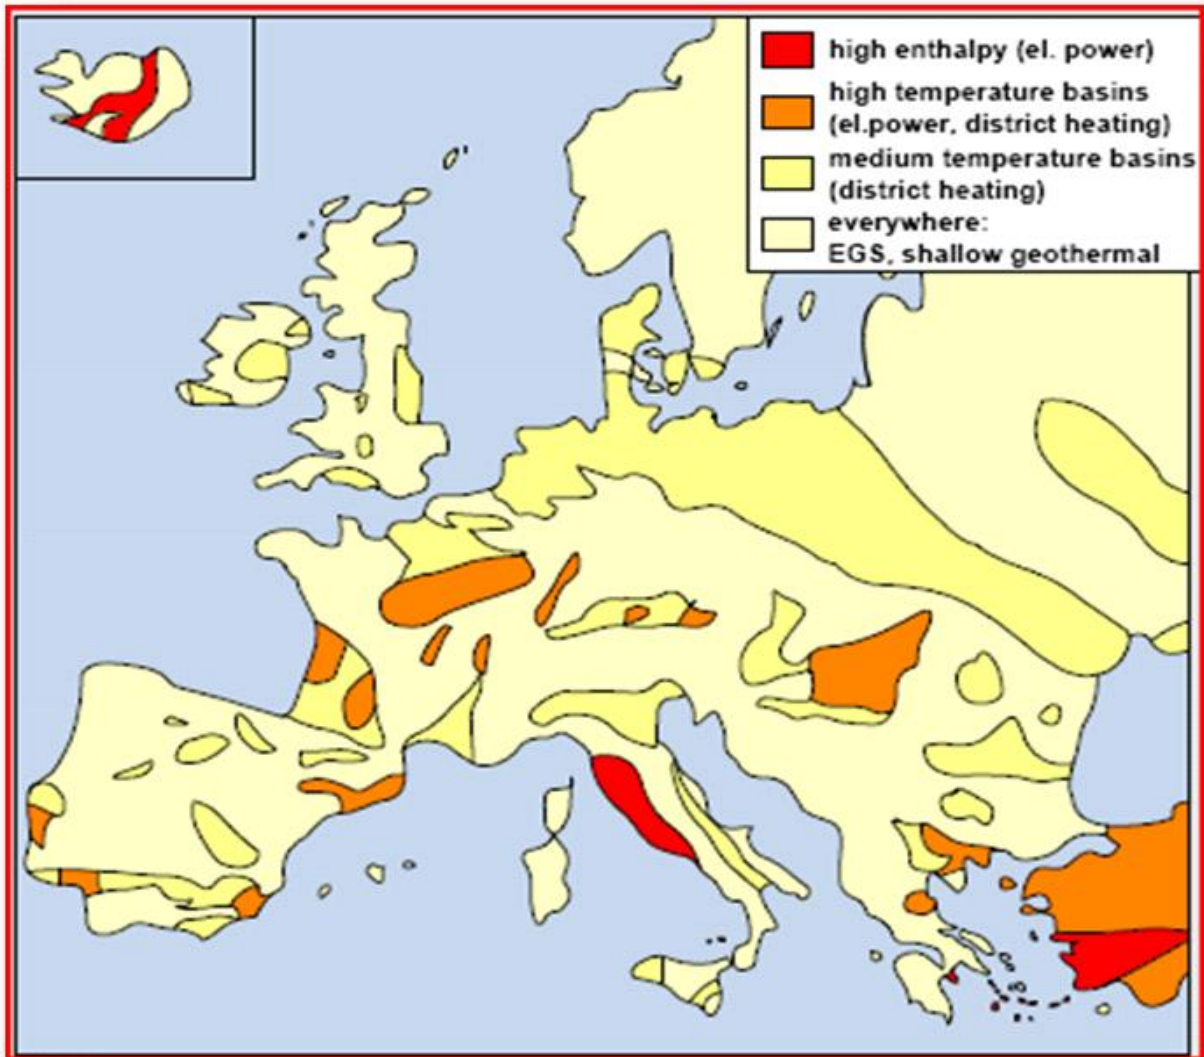 high enthalpy (el. power)
high temperature basins
(el.power, district heating)
medium temperature basins
(district heating)
everywhere:
EGS, shallow geothermal